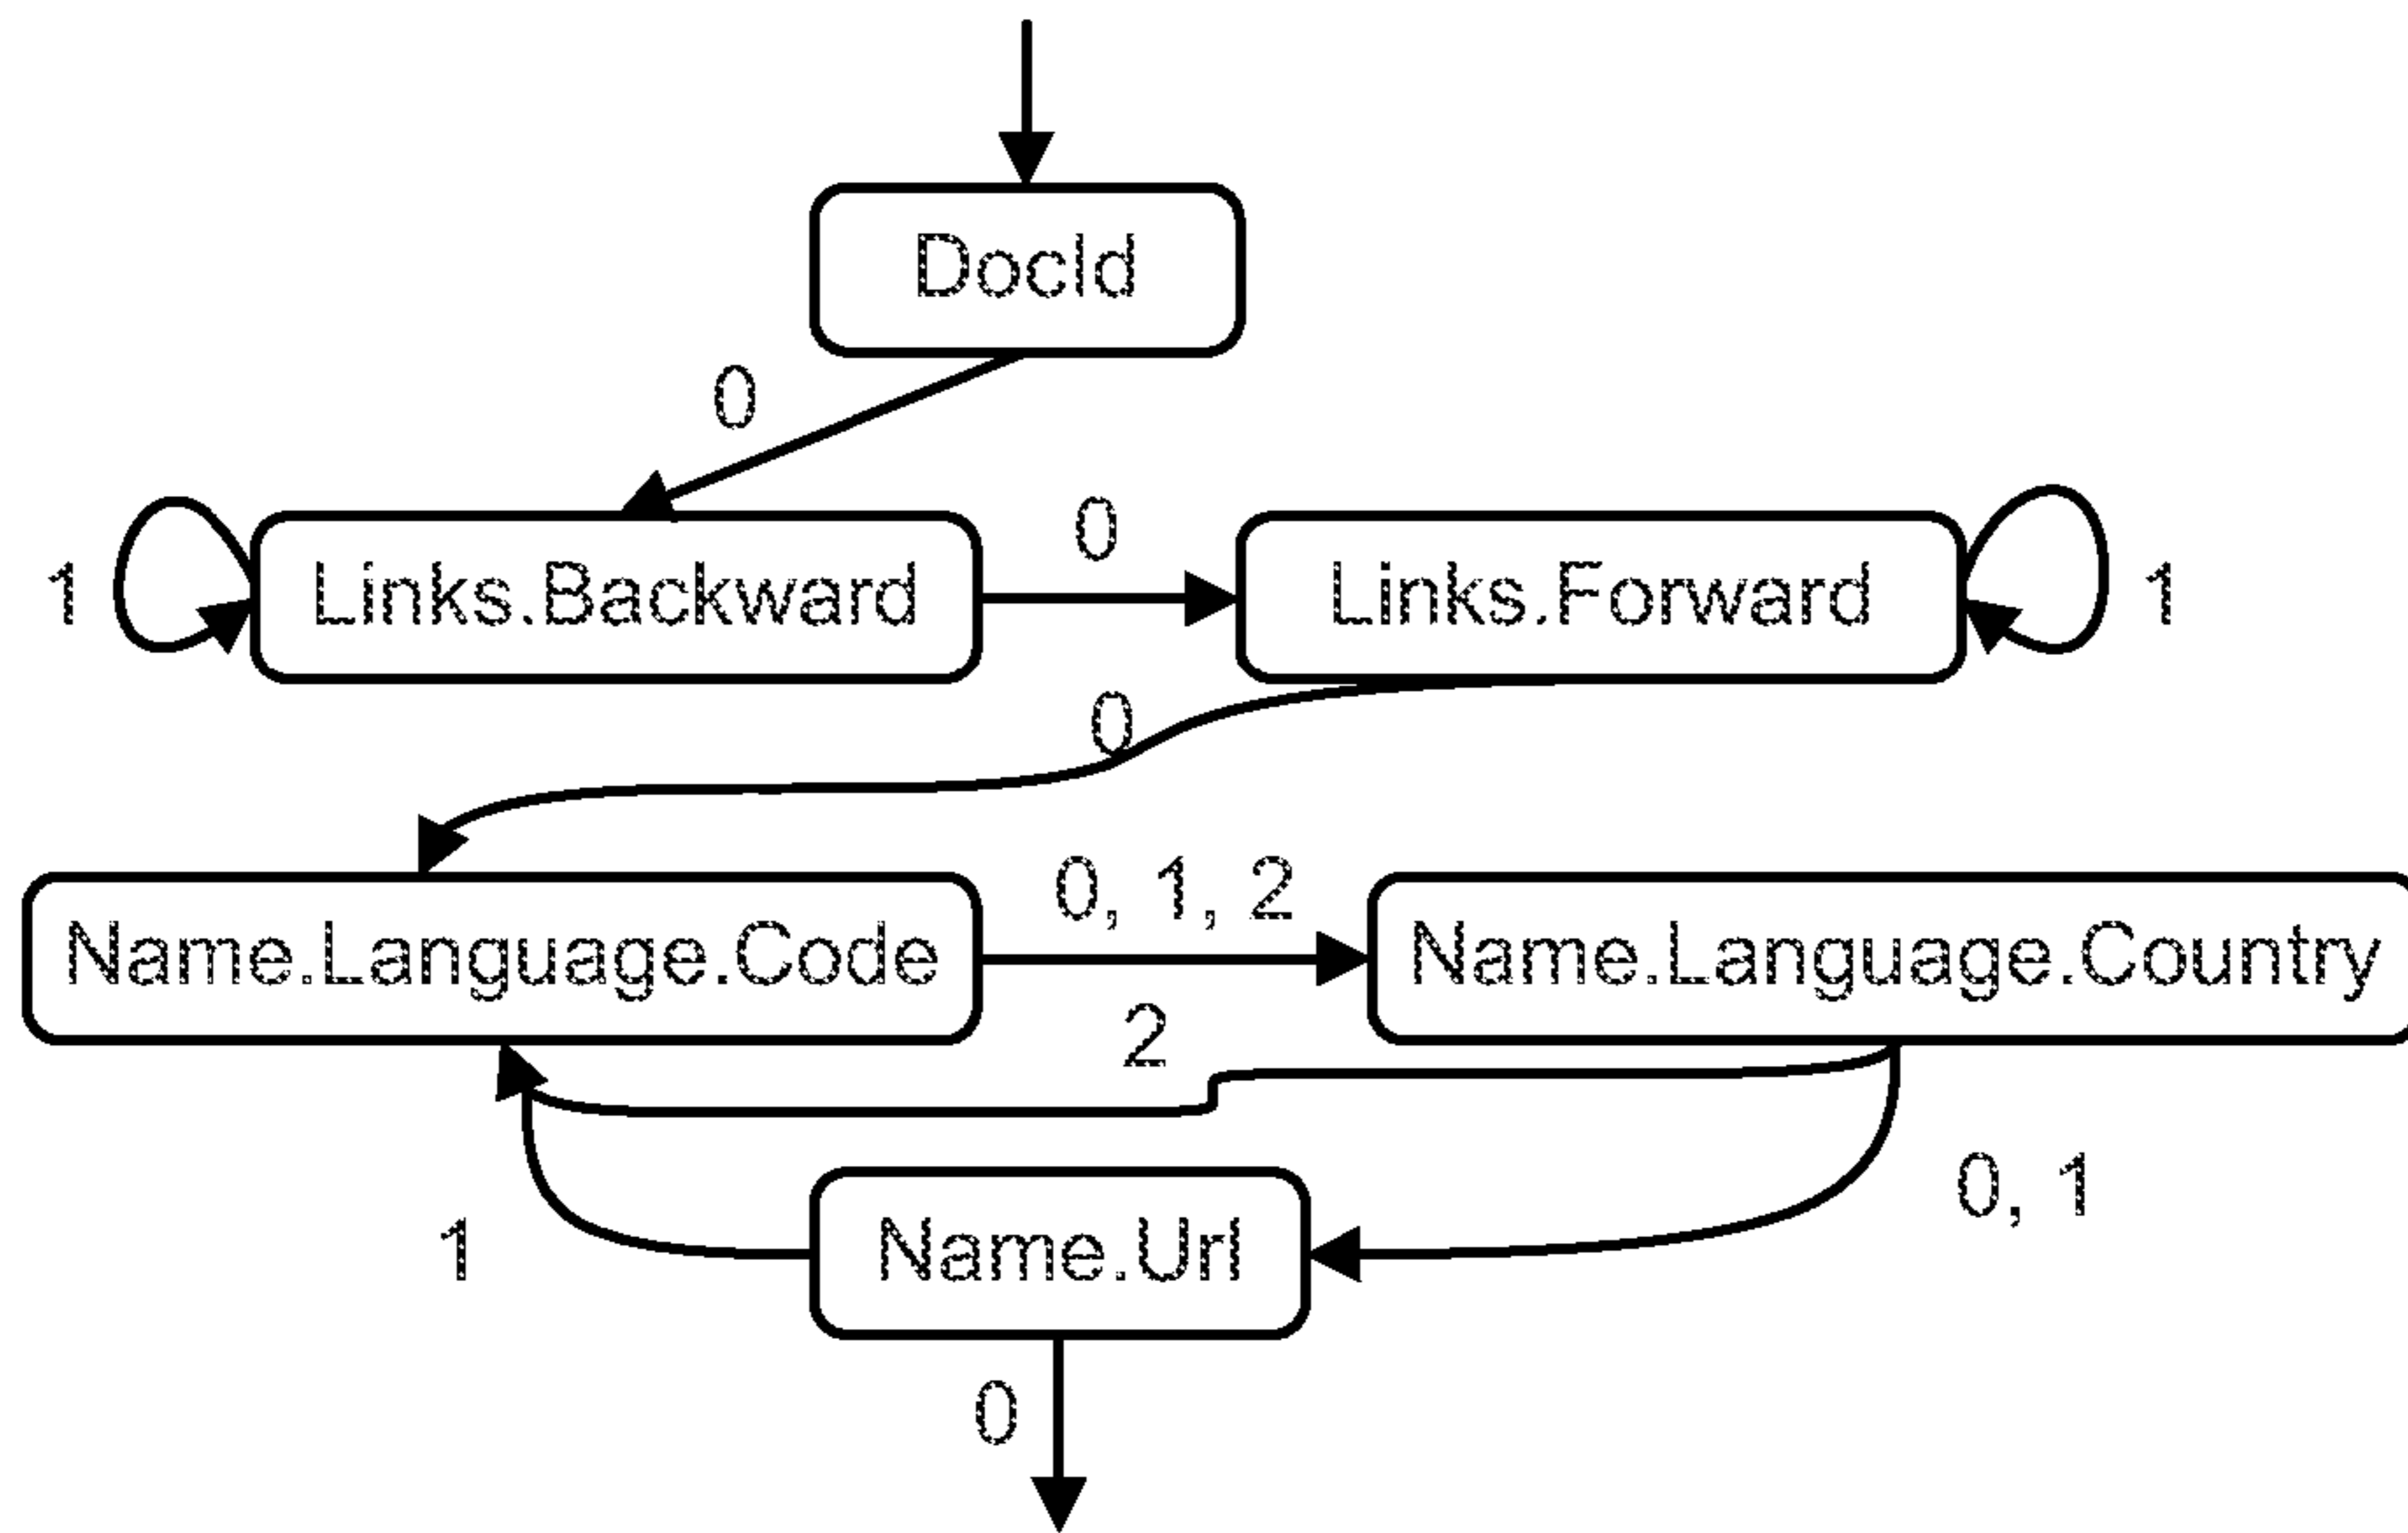 DocId
0
0
1 Links.Backward Links.Forward 1
0
0, 1, 2
Name.Language.Code Name.Language.Country
2
0, 1
1 Name.Url
0